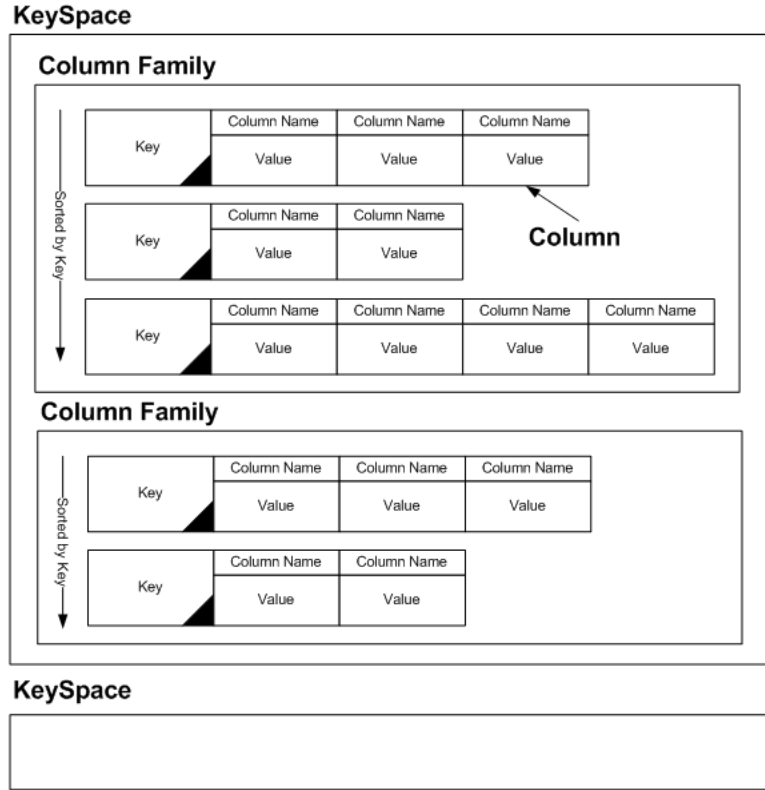 KeySpace
Column Family
Column Name Column Name Column Name
Key
Value Value Value
Sorted by Key
Column Name Column Name
Key
Value Value
Column
Column Name Column Name Column Name Column Name
Key
Value Value Value Value
Column Family
Column Name Column Name Column Name
Key
Value Value Value
Sorted by Key
Column Name Column Name
Key
Value Value
KeySpace